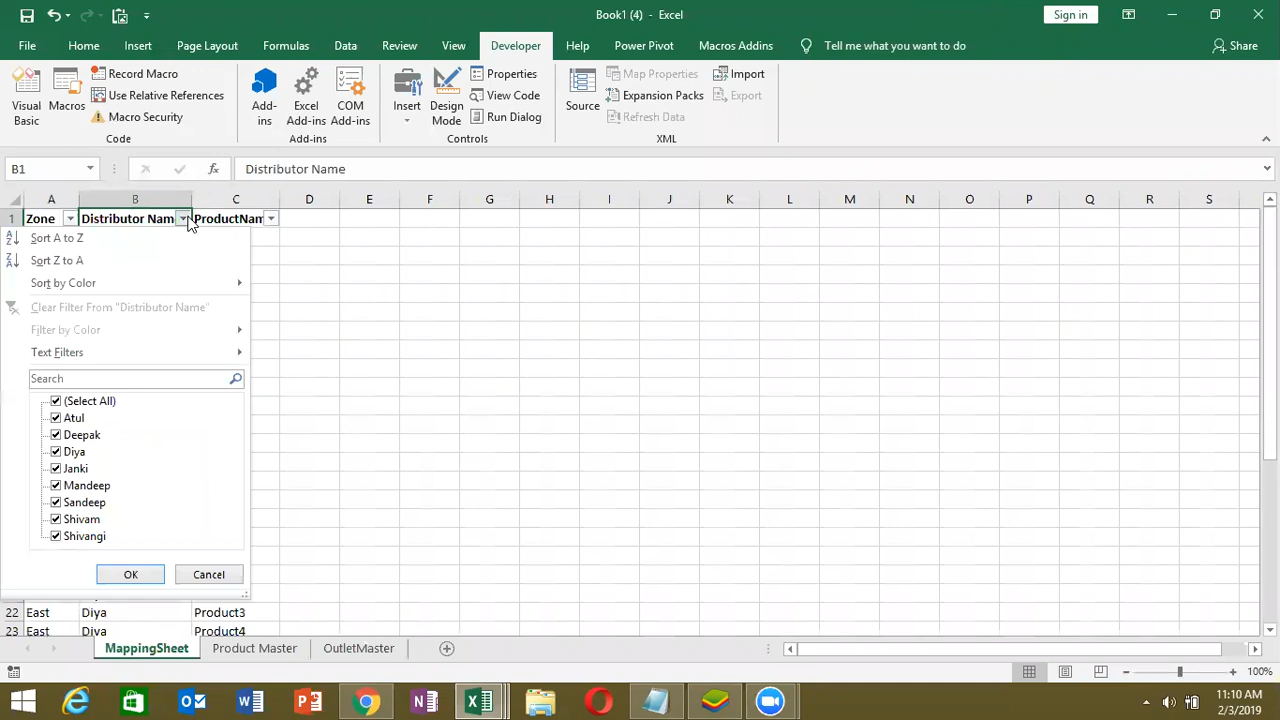 Book1 (4) - Excel
Sign in
File Home Insert Page Layout Formulas Data Review View Developer Help Power Pivot Macros Addins Tell me what you want to do Share
Visual Basic
Macros
Record Macro
Use Relative References
Macro Security
Code
Add-ins
Excel Add-ins
COM Add-ins
Add-ins
Insert
Design Mode
Properties
View Code
Run Dialog
Controls
Source
Map Properties
Expansion Packs
Refresh Data
Import
Export
XML
B1
fx
Distributor Name
A B C D E F G H I J K L M N O P Q R S
1 Zone Distributor Nam ProductNam
Sort A to Z
Sort Z to A
Sort by Color
Clear Filter From "Distributor Name"
Filter by Color
Text Filters
Search
(Select All)
Atul
Deepak
Diya
Janki
Mandeep
Sandeep
Shivam
Shivangi
OK Cancel
22 East Diya Product3
23 East Diya Product4
MappingSheet Product Master OutletMaster
100%
11:10 AM
2/3/2019